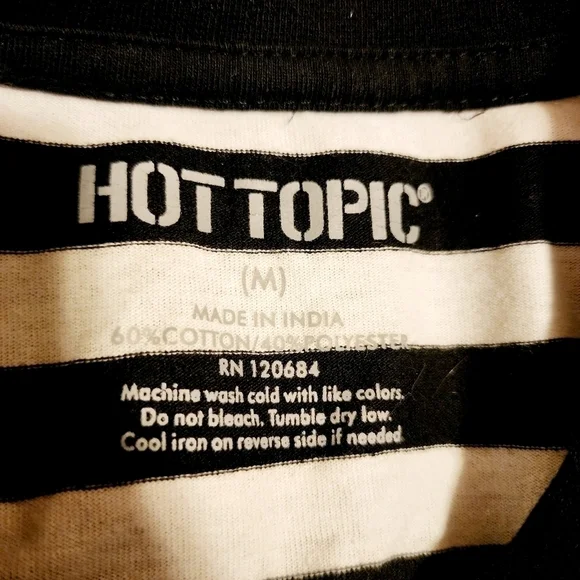 HOT TOPIC®
(M)
MADE IN INDIA
60%COTTON/40%POLYESTER
RN 120684
Machine wash cold with like colors.
Do not bleach. Tumble dry low.
Cool iron on reverse side if needed